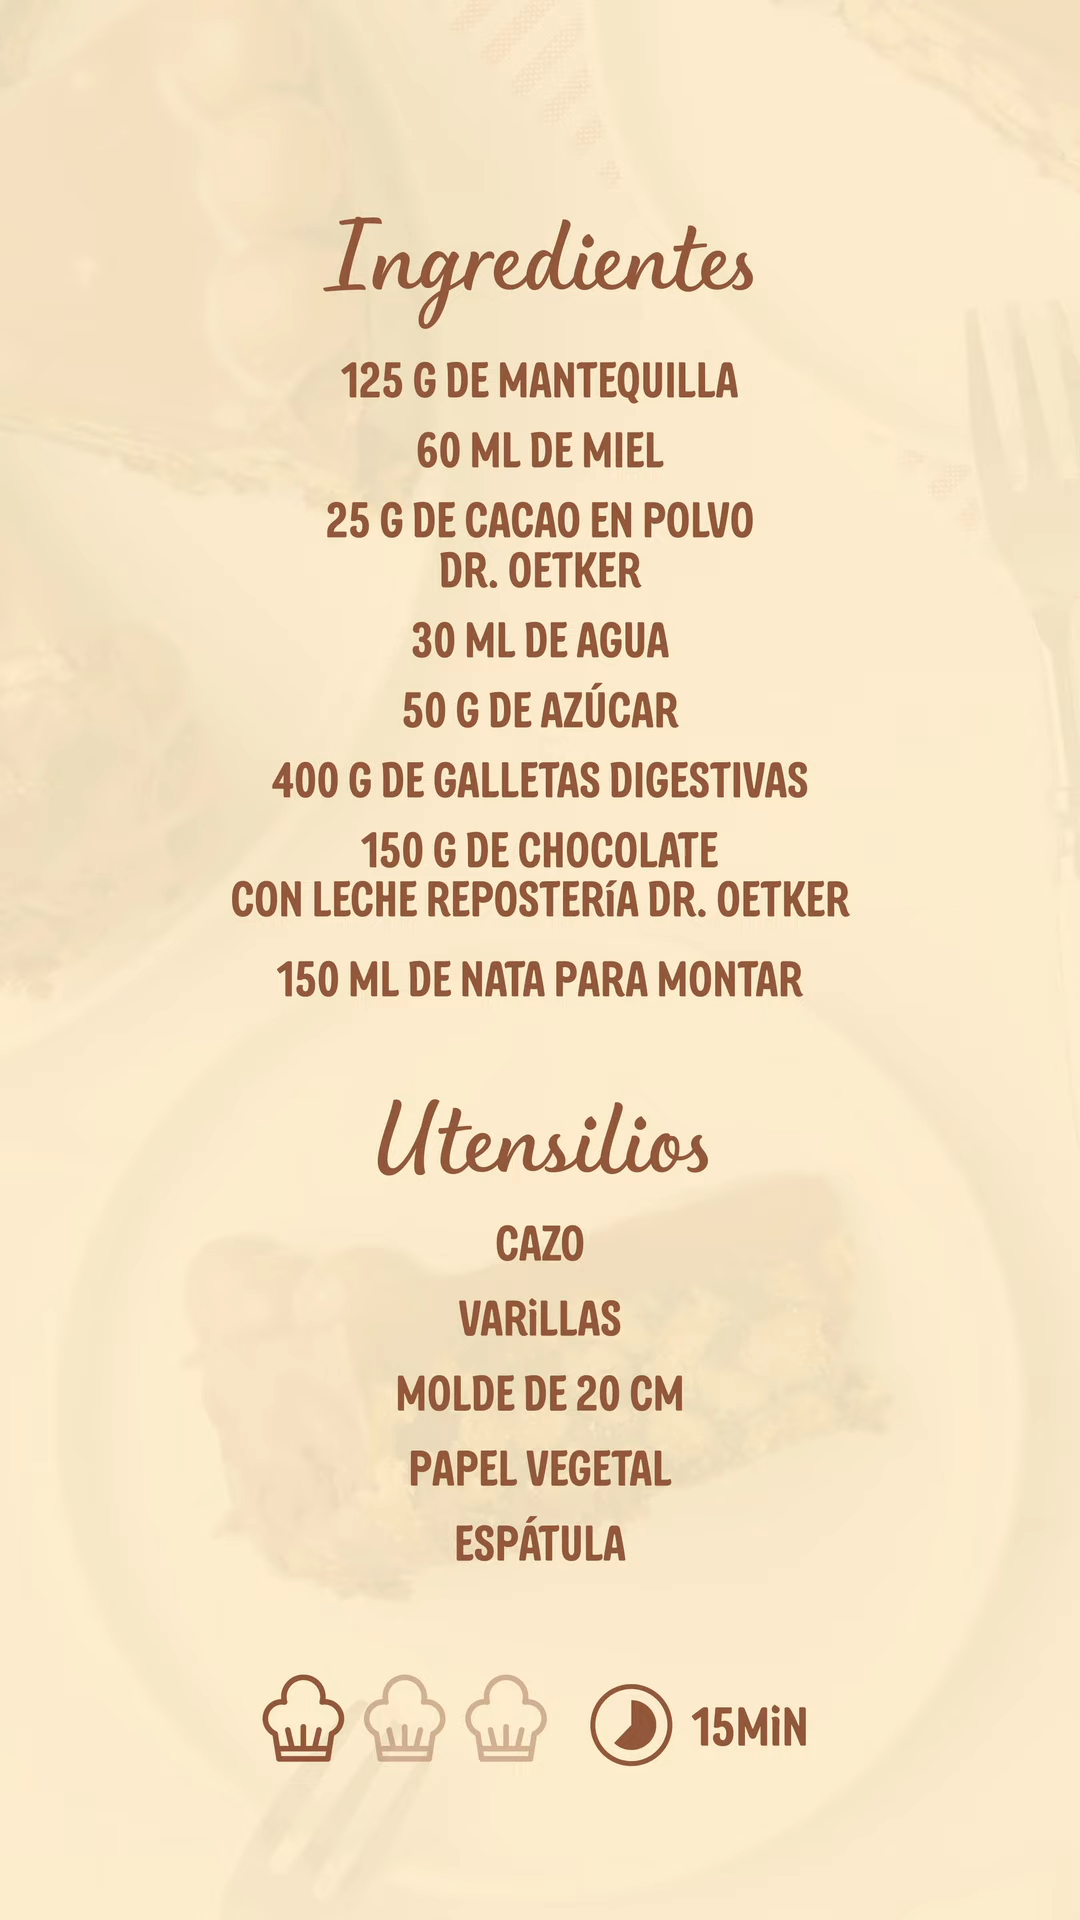 Ingredientes
125 G DE MANTEQUILLA
60 ML DE MIEL
25 G DE CACAO EN POLVO
DR. OETKER
30 ML DE AGUA
50 G DE AZÚCAR
400 G DE GALLETAS DIGESTIVAS
150 G DE CHOCOLATE
CON LECHE REPOSTERíA DR. OETKER
150 ML DE NATA PARA MONTAR
Utensilios
CAZO
VARiLLAS
MOLDE DE 20 CM
PAPEL VEGETAL
ESPÁTULA
15MiN